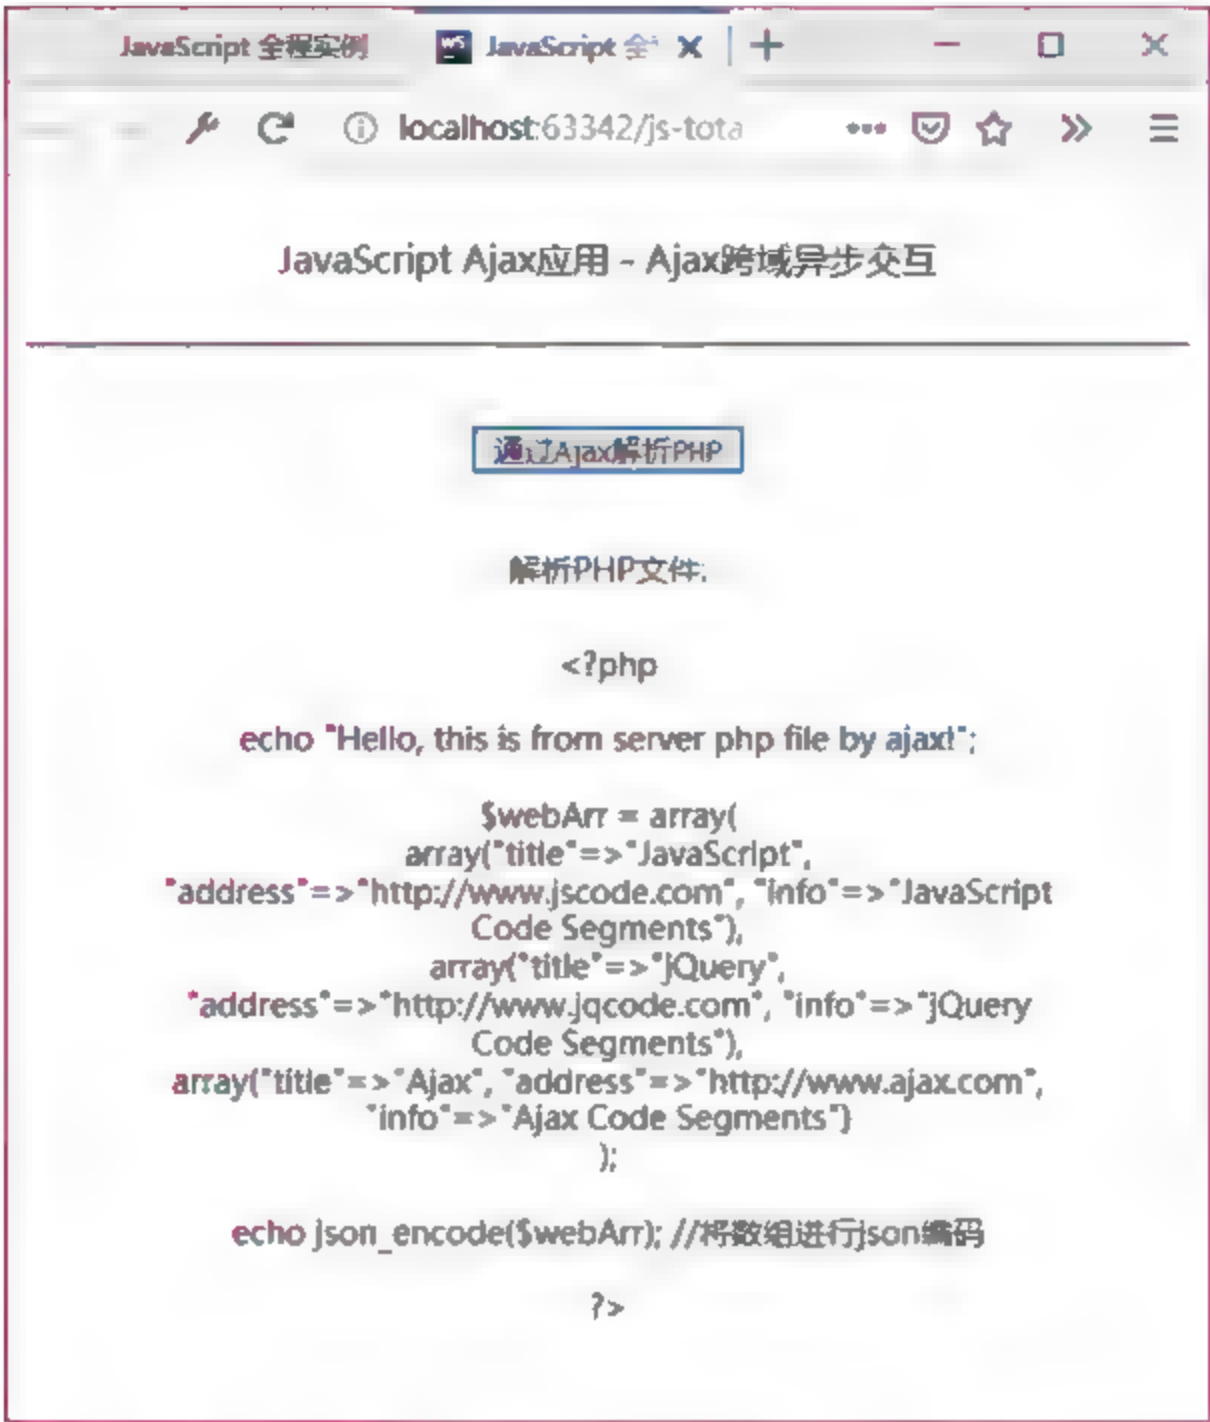 JavaScript 全程实例
WS JavaScript 全
localhost:63342/js-tota
JavaScript Ajax应用 - Ajax跨域异步交互
通过Ajax解析PHP
解析PHP文件:
<?php
echo "Hello, this is from server php file by ajax!";
$webArr = array(
array("title"=>"JavaScript",
"address"=>"http://www.jscode.com", "info"=>"JavaScript
Code Segments"),
array("title"=>"jQuery",
"address"=>"http://www.jqcode.com", "info"=>"jQuery
Code Segments"),
array("title"=>"Ajax", "address"=>"http://www.ajax.com",
"info"=>"Ajax Code Segments")
);
echo json_encode($webArr); //将数组进行json编码
?>